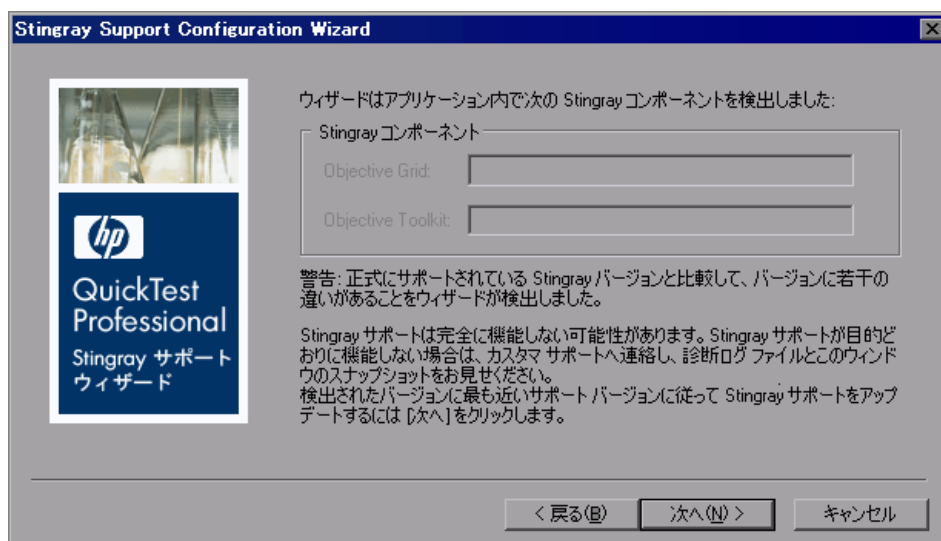 Stingray Support Configuration Wizard
ウィザードはアプリケーション内で次の Stingray コンポーネントを検出しました:
Stingray コンポーネント
Objective Grid:
Objective Toolkit:
警告: 正式にサポートされている Stingray バージョンと比較して、バージョンに若干の
違いがあることをウィザードが検出しました。
Stingray サポートは完全に機能しない可能性があります。Stingray サポートが目的ど
おりに機能しない場合は、カスタマ サポートへ連絡し、診断ログ ファイルとこのウィンド
ウのスナップショットをお見せください。
検出されたバージョンに最も近いサポート バージョンに従って Stingray サポートをアップ
デートするには [次へ] をクリックします。
hp
QuickTest
Professional
Stingray サポート
ウィザード
< 戻る(B)
次へ(N) >
キャンセル